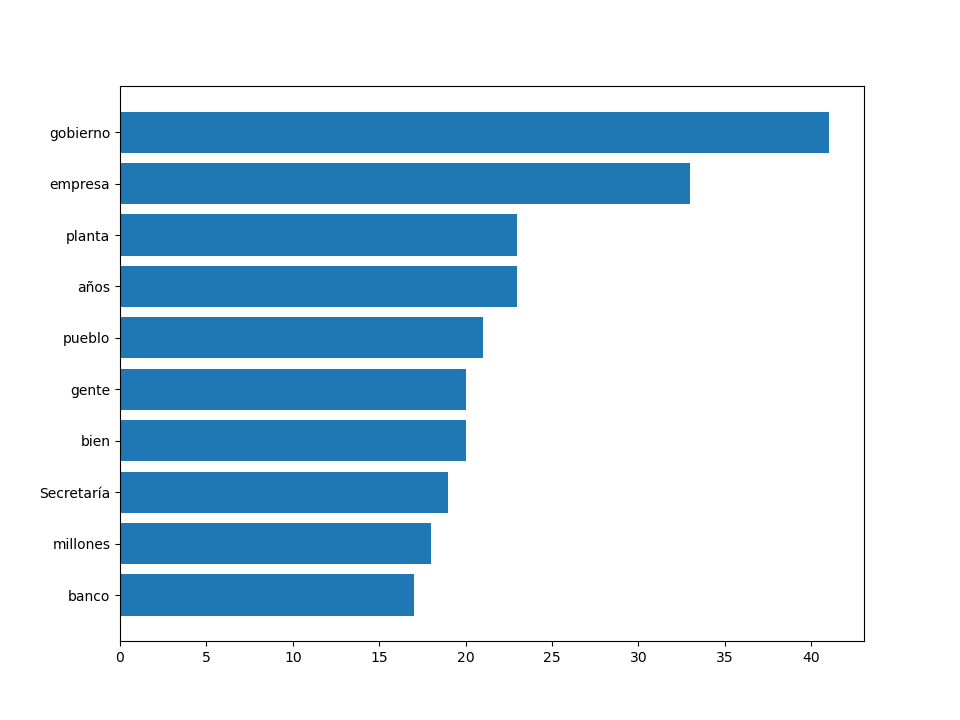 gobierno
empresa
planta
años
pueblo
gente
bien
Secretaría
millones
banco
0 5 10 15 20 25 30 35 40